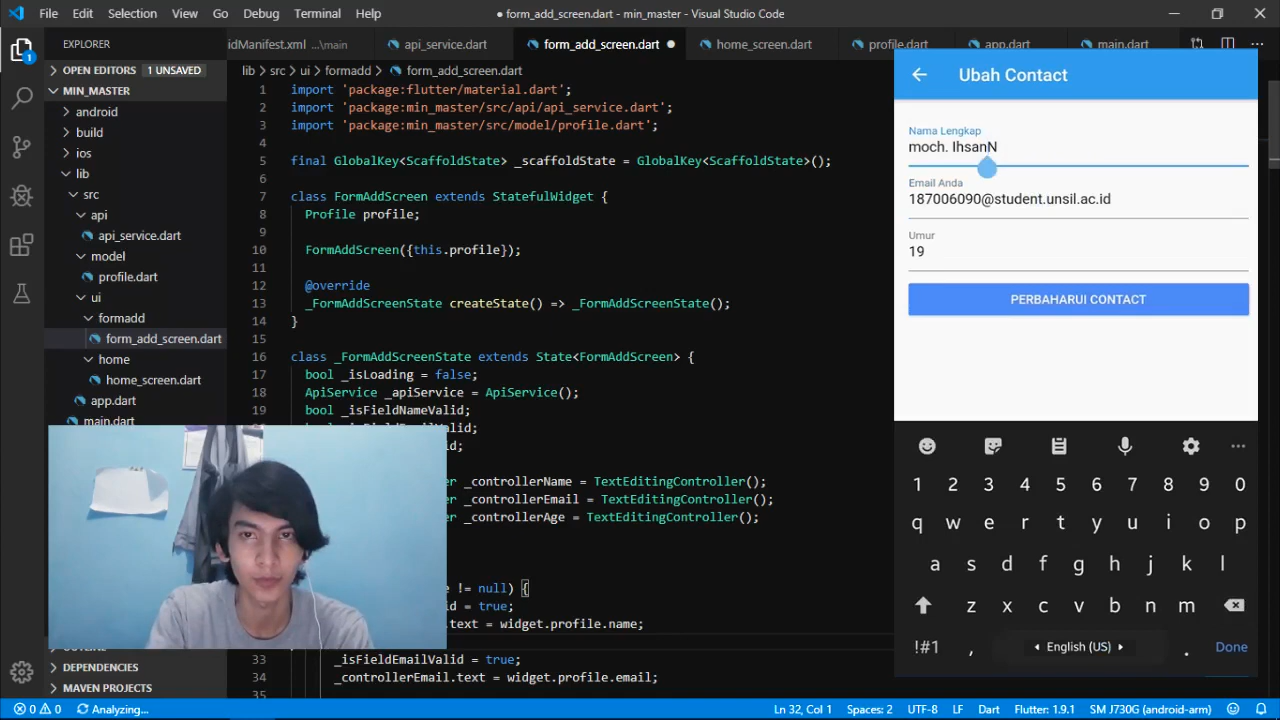 File Edit Selection View Go Debug Terminal Help
● form_add_screen.dart - min_master - Visual Studio Code
EXPLORER
idManifest.xml ...\main
api_service.dart
form_add_screen.dart ●
home_screen.dart
profile.dart
app.dart
main.dart
OPEN EDITORS 1 UNSAVED
MIN_MASTER
android
build
ios
lib
src
api
api_service.dart
model
profile.dart
ui
formadd
form_add_screen.dart
home
home_screen.dart
app.dart
main.dart
DEPENDENCIES
MAVEN PROJECTS
lib > src > ui > formadd > form_add_screen.dart
1 import 'package:flutter/material.dart';
2 import 'package:min_master/src/api/api_service.dart';
3 import 'package:min_master/src/model/profile.dart';
4
5 final GlobalKey<ScaffoldState> _scaffoldState = GlobalKey<ScaffoldState>();
6
7 class FormAddScreen extends StatefulWidget {
8 Profile profile;
9
10 FormAddScreen({this.profile});
11
12 @override
13 _FormAddScreenState createState() => _FormAddScreenState();
14 }
15
16 class _FormAddScreenState extends State<FormAddScreen> {
17 bool _isLoading = false;
18 ApiService _apiService = ApiService();
19 bool _isFieldNameValid;
_controllerName = TextEditingController();
_controllerEmail = TextEditingController();
_controllerAge = TextEditingController();
!= null) {
= true;
.text = widget.profile.name;
33 _isFieldEmailValid = true;
34 _controllerEmail.text = widget.profile.email;
35
Ubah Contact
Nama Lengkap
moch. IhsanN
Email Anda
187006090@student.unsil.ac.id
Umur
19
PERBAHARUI CONTACT
1 2 3 4 5 6 7 8 9 0
q w e r t y u i o p
a s d f g h j k l
z x c v b n m
!#1 , English (US) . Done
0 0 Analyzing...
Ln 32, Col 1 Spaces: 2 UTF-8 LF Dart Flutter: 1.9.1 SM J730G (android-arm)